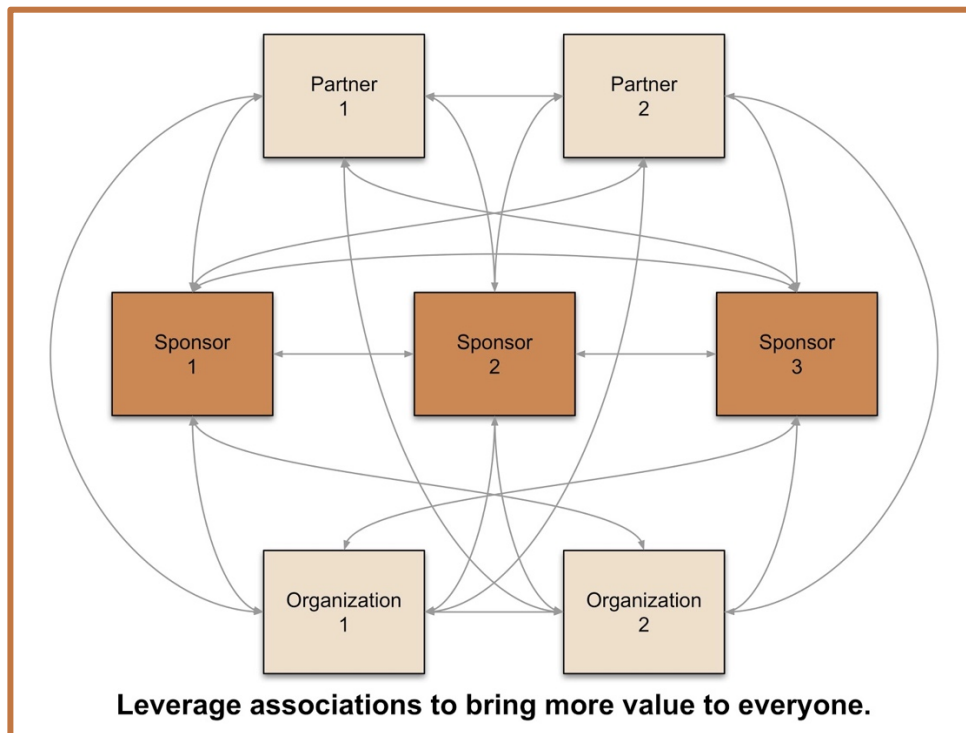 Partner
1
Partner
2
Sponsor
1
Sponsor
2
Sponsor
3
Organization
1
Organization
2
Leverage associations to bring more value to everyone.